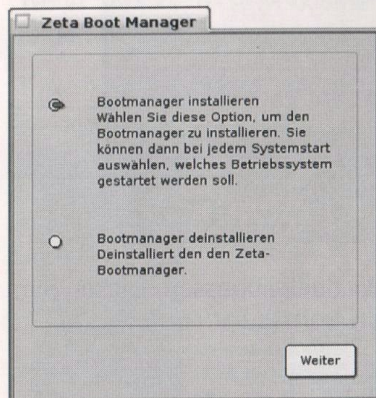 Zeta Boot Manager
Bootmanager installieren
Wählen Sie diese Option, um den
Bootmanager zu installieren. Sie
können dann bei jedem Systemstart
auswählen, welches Betriebssystem
gestartet werden soll.
Bootmanager deinstallieren
Deinstalliert den den Zeta-
Bootmanager.
Weiter